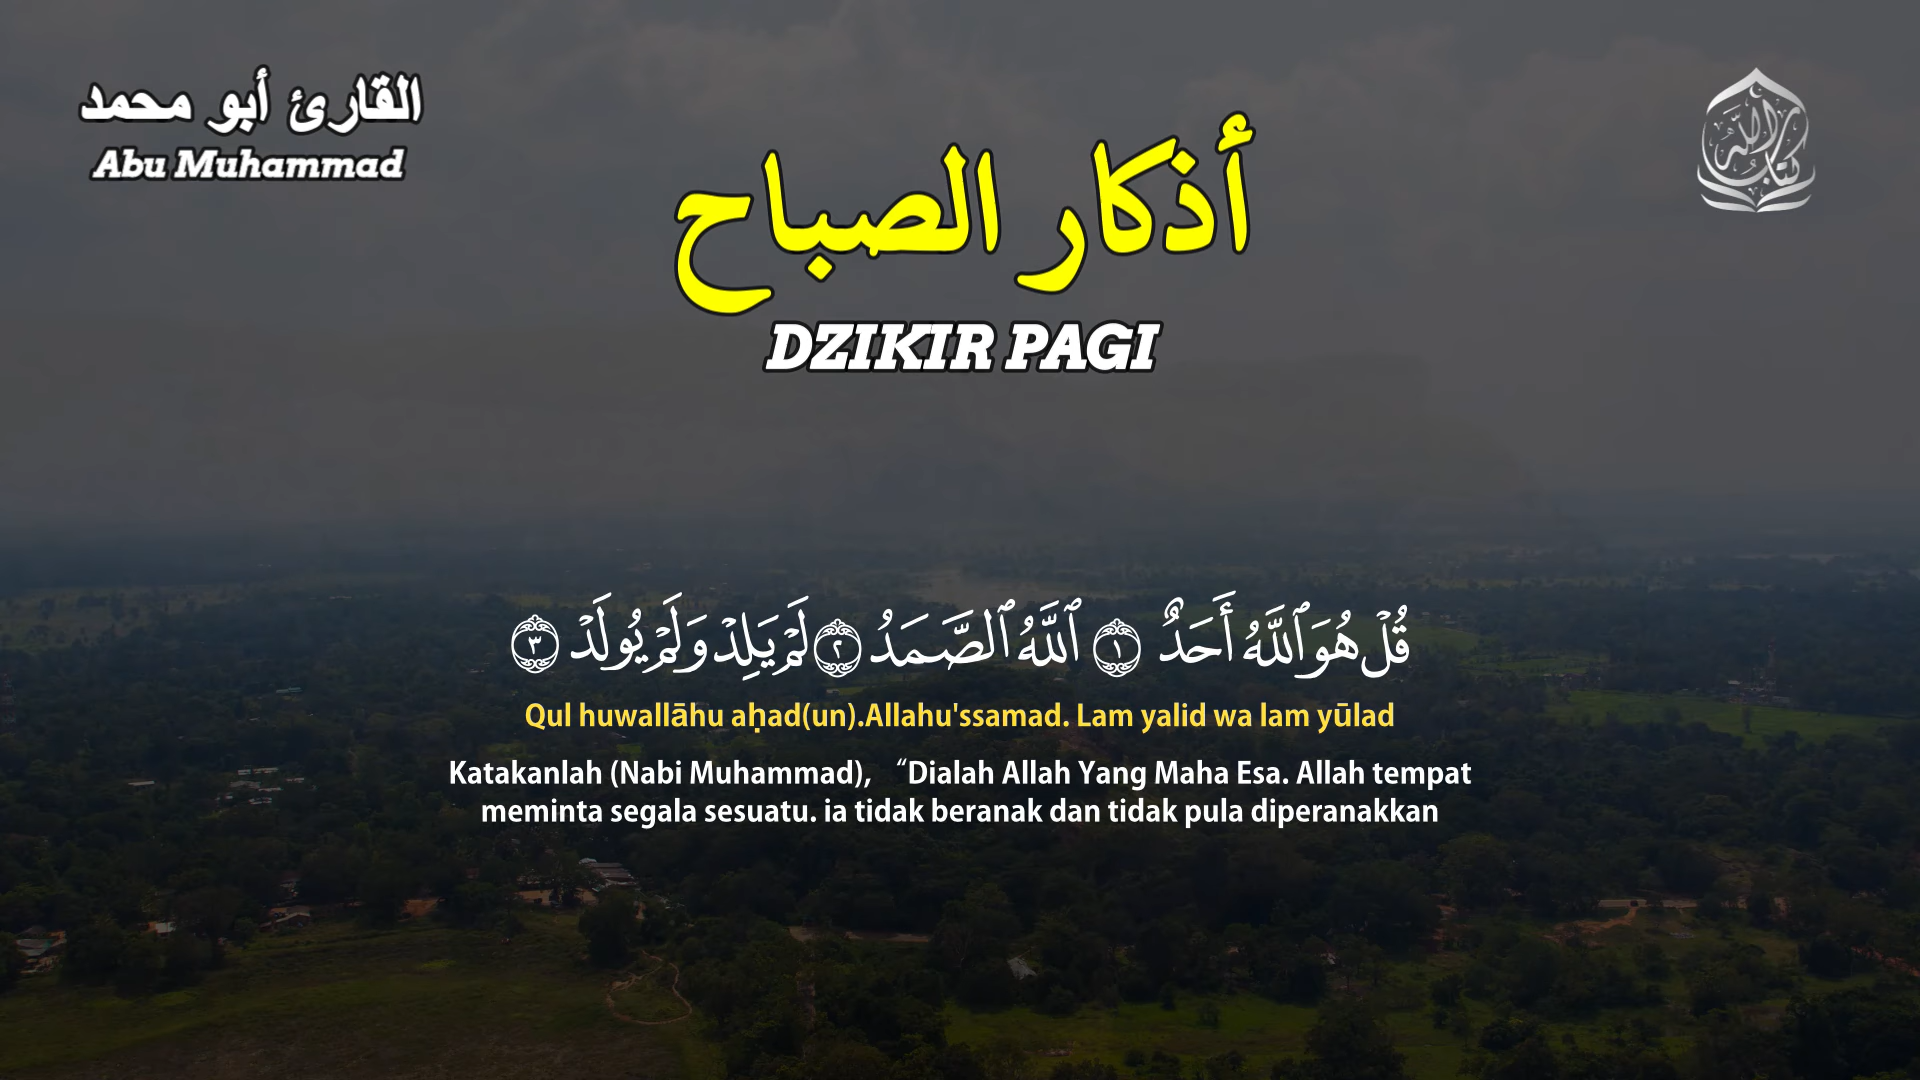 القارئ أبو محمد
Abu Muhammad
أذكار الصباح
DZIKIR PAGI
كتاب الله
قُلْ هُوَ ٱللَّهُ أَحَدٌ ١ ٱللَّهُ ٱلصَّمَدُ ٢ لَمْ يَلِدْ وَلَمْ يُولَدْ ٣
Qul huwallāhu aḥad(un).Allahu'ssamad. Lam yalid wa lam yūlad
Katakanlah (Nabi Muhammad), “Dialah Allah Yang Maha Esa. Allah tempat
meminta segala sesuatu. ia tidak beranak dan tidak pula diperanakkan